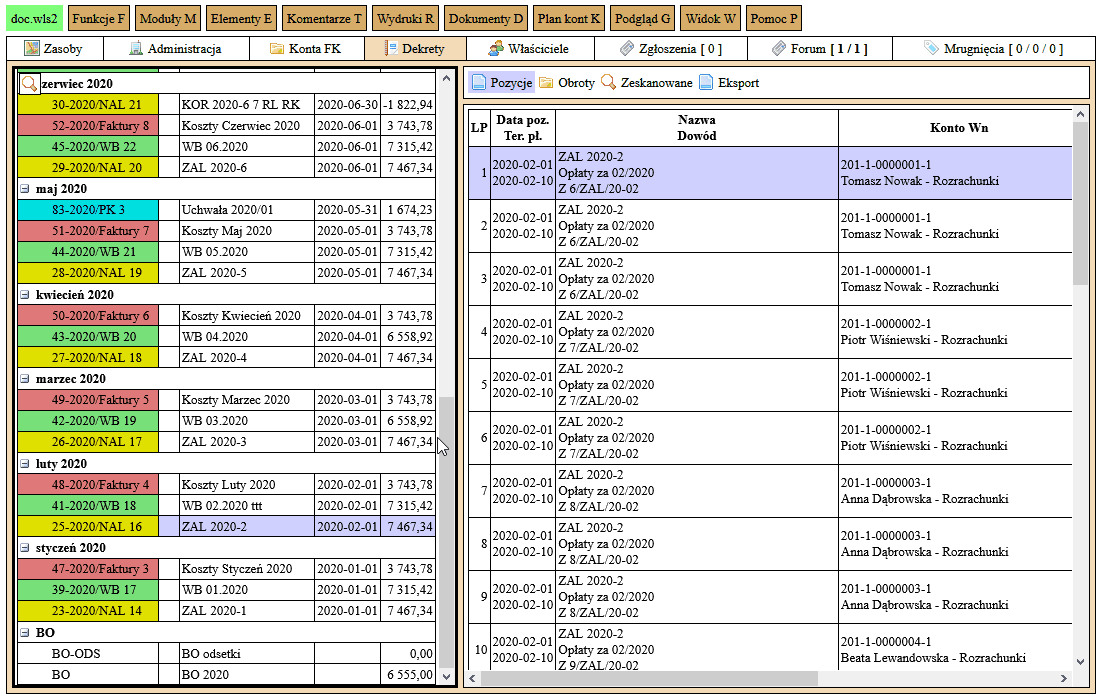 doc.wls2 Funkcje F Moduły M Elementy E Komentarze T Wydruki R Dokumenty D Plan kont K Podgląd G Widok W Pomoc P
Zasoby Administracja Konta FK Dekrety Właściciele Zgłoszenia [ 0 ] Forum [ 1 / 1 ] Mrugnięcia [ 0 / 0 / 0 ]
zerwiec 2020
30-2020/NAL 21 KOR 2020-6 7 RL RK 2020-06-30 -1 822,94
52-2020/Faktury 8 Koszty Czerwiec 2020 2020-06-01 3 743,78
45-2020/WB 22 WB 06.2020 2020-06-01 7 315,42
29-2020/NAL 20 ZAL 2020-6 2020-06-01 7 467,34
maj 2020
83-2020/PK 3 Uchwała 2020/01 2020-05-31 1 674,23
51-2020/Faktury 7 Koszty Maj 2020 2020-05-01 3 743,78
44-2020/WB 21 WB 05.2020 2020-05-01 7 315,42
28-2020/NAL 19 ZAL 2020-5 2020-05-01 7 467,34
kwiecień 2020
50-2020/Faktury 6 Koszty Kwiecień 2020 2020-04-01 3 743,78
43-2020/WB 20 WB 04.2020 2020-04-01 6 558,92
27-2020/NAL 18 ZAL 2020-4 2020-04-01 7 467,34
marzec 2020
49-2020/Faktury 5 Koszty Marzec 2020 2020-03-01 3 743,78
42-2020/WB 19 WB 03.2020 2020-03-01 6 558,92
26-2020/NAL 17 ZAL 2020-3 2020-03-01 7 467,34
luty 2020
48-2020/Faktury 4 Koszty Luty 2020 2020-02-01 3 743,78
41-2020/WB 18 WB 02.2020 ttt 2020-02-01 7 315,42
25-2020/NAL 16 ZAL 2020-2 2020-02-01 7 467,34
styczeń 2020
47-2020/Faktury 3 Koszty Styczeń 2020 2020-01-01 3 743,78
39-2020/WB 17 WB 01.2020 2020-01-01 7 315,42
23-2020/NAL 14 ZAL 2020-1 2020-01-01 7 467,34
BO
BO-ODS BO odsetki 0,00
BO BO 2020 6 555,00
Pozycje Obroty Zeskanowane Eksport
LP Data poz. Nazwa Konto Wn
Ter. pł. Dowód
1 2020-02-01 ZAL 2020-2 201-1-0000001-1
2020-02-10 Opłaty za 02/2020 Tomasz Nowak - Rozrachunki
Z 6/ZAL/20-02
2 2020-02-01 ZAL 2020-2 201-1-0000001-1
2020-02-10 Opłaty za 02/2020 Tomasz Nowak - Rozrachunki
Z 6/ZAL/20-02
3 2020-02-01 ZAL 2020-2 201-1-0000001-1
2020-02-10 Opłaty za 02/2020 Tomasz Nowak - Rozrachunki
Z 6/ZAL/20-02
4 2020-02-01 ZAL 2020-2 201-1-0000002-1
2020-02-10 Opłaty za 02/2020 Piotr Wiśniewski - Rozrachunki
Z 7/ZAL/20-02
5 2020-02-01 ZAL 2020-2 201-1-0000002-1
2020-02-10 Opłaty za 02/2020 Piotr Wiśniewski - Rozrachunki
Z 7/ZAL/20-02
6 2020-02-01 ZAL 2020-2 201-1-0000002-1
2020-02-10 Opłaty za 02/2020 Piotr Wiśniewski - Rozrachunki
Z 7/ZAL/20-02
7 2020-02-01 ZAL 2020-2 201-1-0000003-1
2020-02-10 Opłaty za 02/2020 Anna Dąbrowska - Rozrachunki
Z 8/ZAL/20-02
8 2020-02-01 ZAL 2020-2 201-1-0000003-1
2020-02-10 Opłaty za 02/2020 Anna Dąbrowska - Rozrachunki
Z 8/ZAL/20-02
9 2020-02-01 ZAL 2020-2 201-1-0000003-1
2020-02-10 Opłaty za 02/2020 Anna Dąbrowska - Rozrachunki
Z 8/ZAL/20-02
10 2020-02-01 ZAL 2020-2 201-1-0000004-1
2020-02-10 Opłaty za 02/2020 Beata Lewandowska - Rozrachunki
Z 9/ZAL/20-02